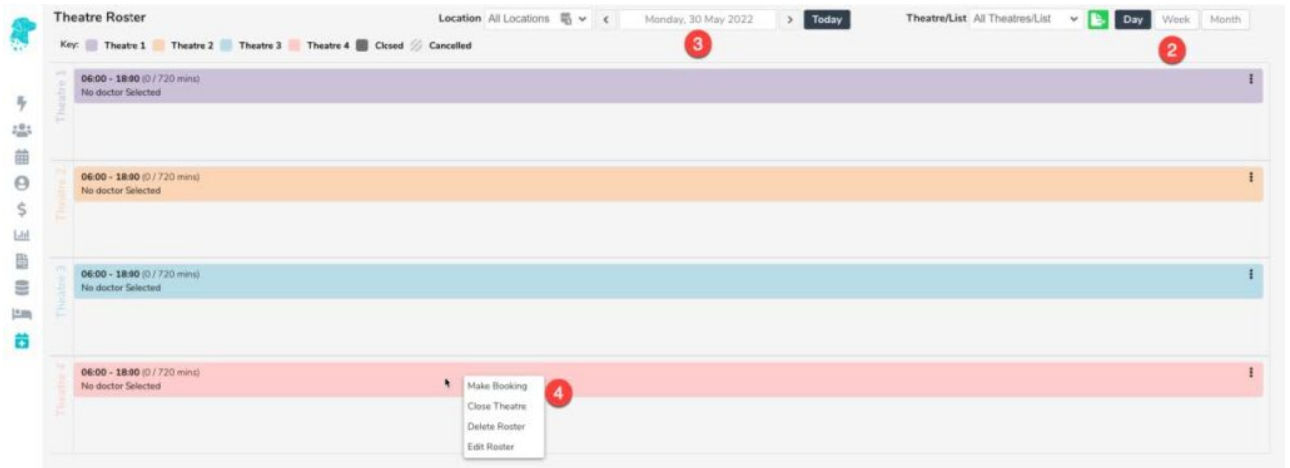 Theatre Roster Location All Locations Monday, 30 May 2022 Today Theatre/List All Theatres/List Day Week Month
Key: Theatre 1 Theatre 2 Theatre 3 Theatre 4 Closed Cancelled
3
2
Theatre 1
06:00 - 18:00 (0 / 720 mins)
No doctor Selected
Theatre 2
06:00 - 18:00 (0 / 720 mins)
No doctor Selected
Theatre 3
06:00 - 18:00 (0 / 720 mins)
No doctor Selected
Theatre 4
06:00 - 18:00 (0 / 720 mins)
No doctor Selected
Make Booking
4
Close Theatre
Delete Roster
Edit Roster